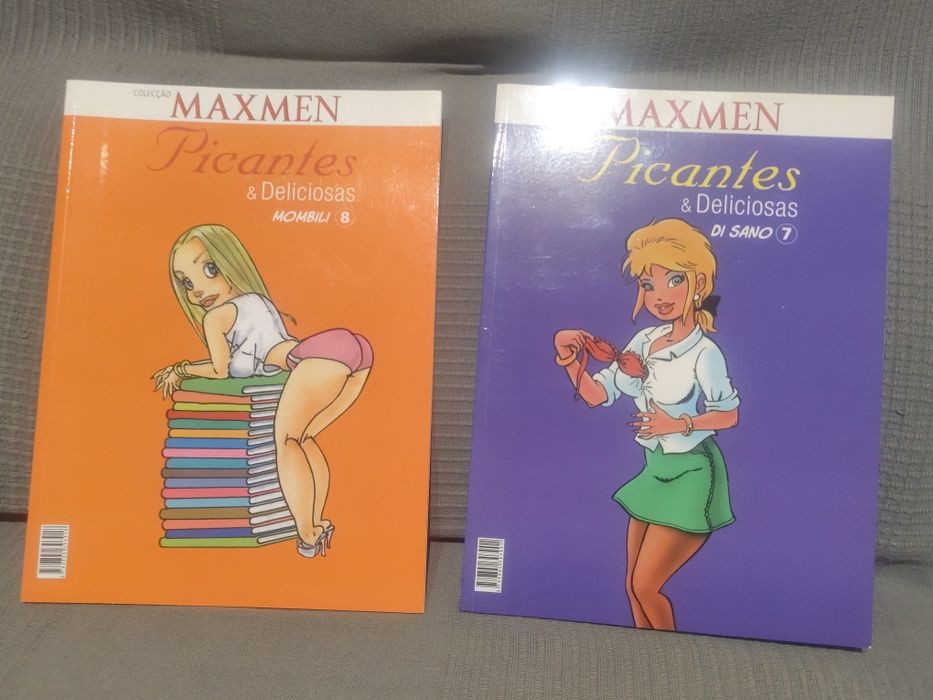 COLECÇÃO MAXMEN
Picantes
& Deliciosas
MOMBILI 8
MAXMEN
Picantes
& Deliciosas
DI SANO 7